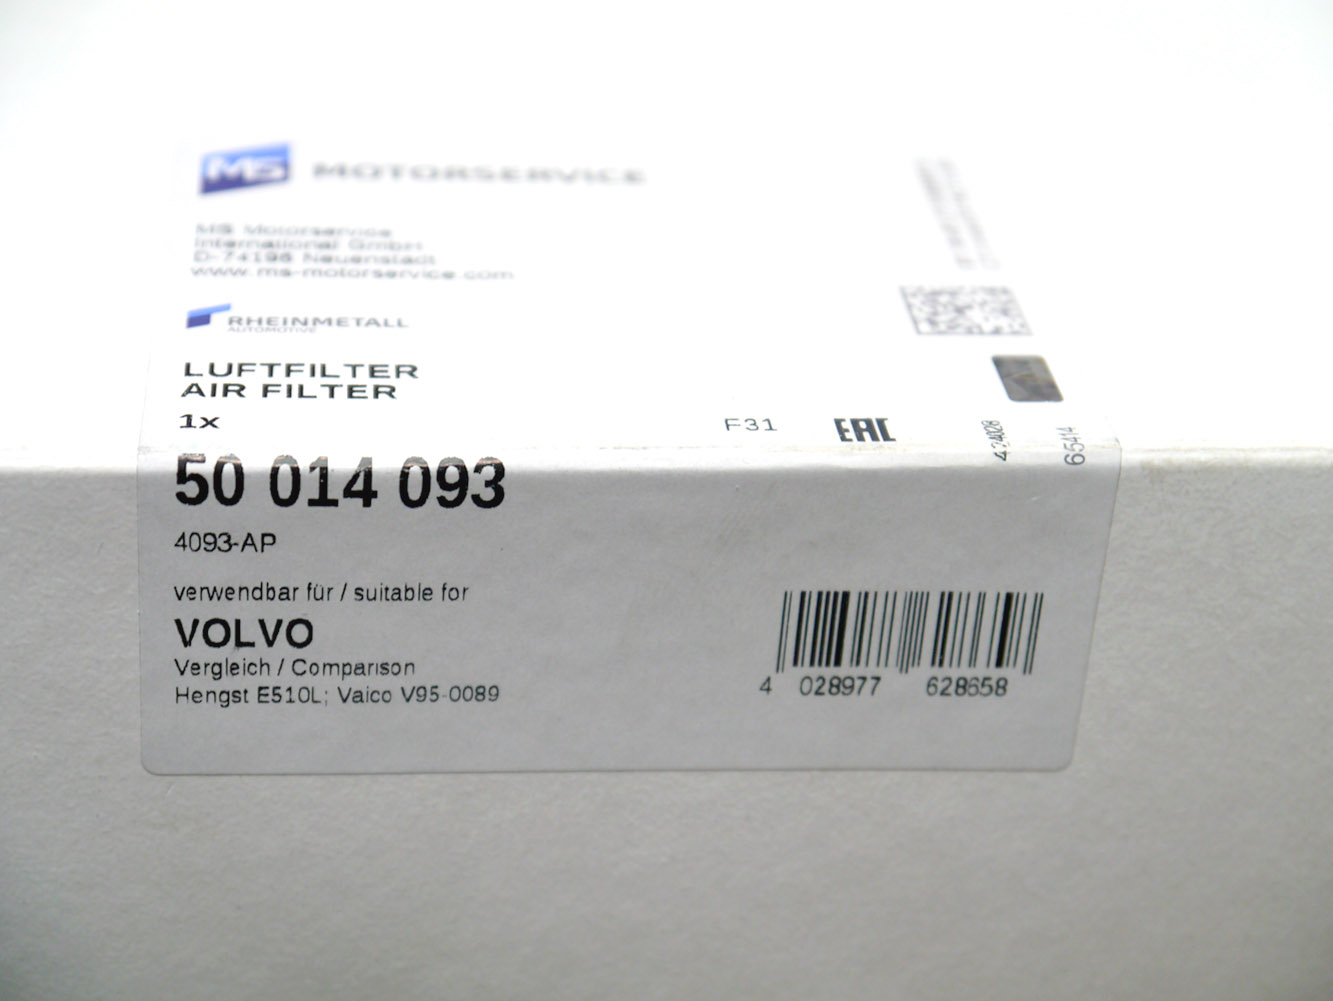 MS MOTORSERVICE
MS Motorservice
International GmbH
D-74196 Neuenstadt
www.ms-motorservice.com
RHEINMETALL
AUTOMOTIVE
LUFTFILTER
AIR FILTER
1x
F31
EAC
65414
50 014 093
4093-AP
verwendbar für / suitable for
VOLVO
Vergleich / Comparison
Hengst E510L; Vaico V95-0089
4 028977 628658